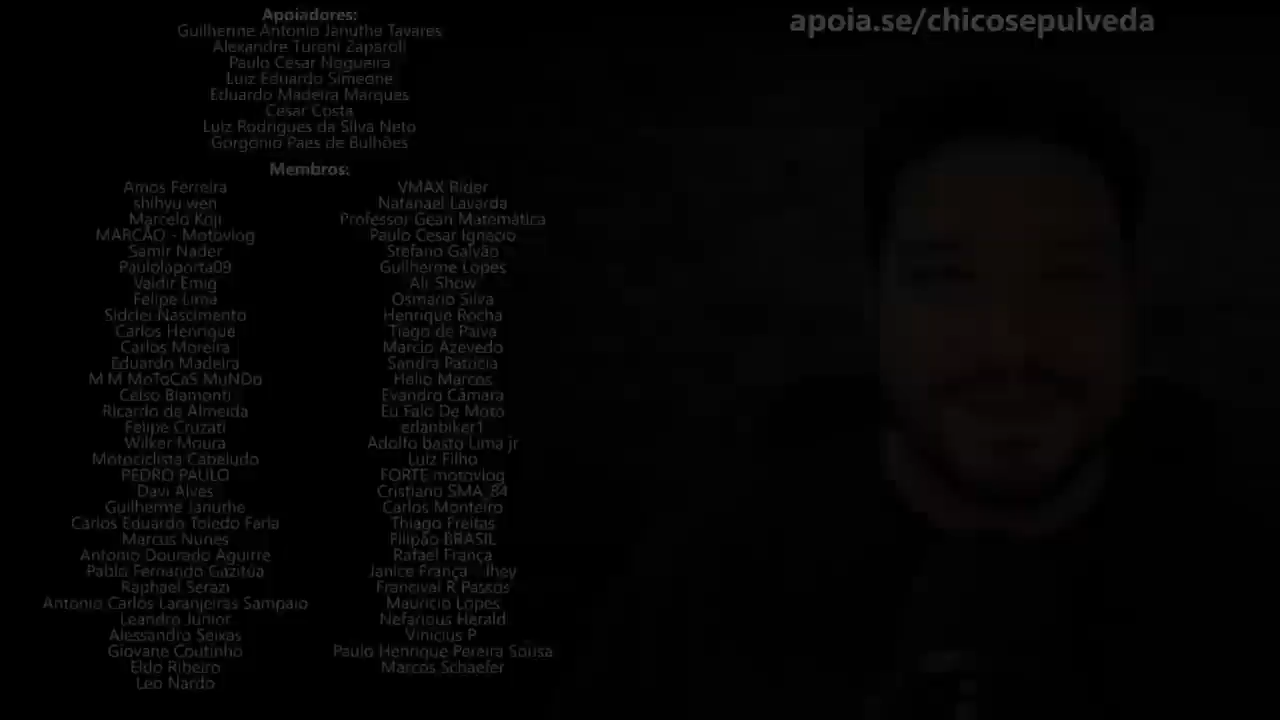 Apoiadores:
Guilherme Antonio Januthe Tavares
Alexandre Turoni Zaparoli
Paulo Cesar Nogueira
Luiz Eduardo Simeone
Eduardo Madeira Marques
Cesar Costa
Luiz Rodrigues da Silva Neto
Gorgônio Paes de Bulhões
apoia.se/chicosepulveda
Membros:
Amos Ferreira
shihyu wen
Marcelo Koji
MARCÃO - Motovlog
Samir Nader
Paulolaporta09
Valdir Emig
Felipe Lima
Sidclei Nascimento
Carlos Henrique
Carlos Moreira
Eduardo Madeira
M M MoToCaS MuNDo
Celso Biamonti
Ricardo de Almeida
Felipe Cruzati
Wilker Moura
Motociclista Cabeludo
PEDRO PAULO
Davi Alves
Guilherme Januthe
Carlos Eduardo Toledo Faria
Marcus Nunes
Antonio Dourado Aguirre
Pablo Fernando Gazitúa
Raphael Serazi
Antonio Carlos Laranjeiras Sampaio
Leandro Junior
Alessandro Seixas
Giovane Coutinho
Eldo Ribeiro
Leo Nardo
VMAX Rider
Natanael Lavarda
Professor Gean Matemática
Paulo Cesar Ignacio
Stefano Galvão
Guilherme Lopes
Ali Show
Osmario Silva
Henrique Rocha
Tiago de Paiva
Marcio Azevedo
Sandra Patricia
Helio Marcos
Evandro Câmara
Eu Falo De Moto
edanbiker1
Adolfo basto Lima jr
Luiz Filho
FORTE motovlog
Cristiano SMA_84
Carlos Monteiro
Thiago Freitas
Filipão BRASIL
Rafael França
Janice França - Jhey
Francival R Passos
Mauricio Lopes
Nefarious Herald
Vinicius P
Paulo Henrique Pereira Sousa
Marcos Schaefer